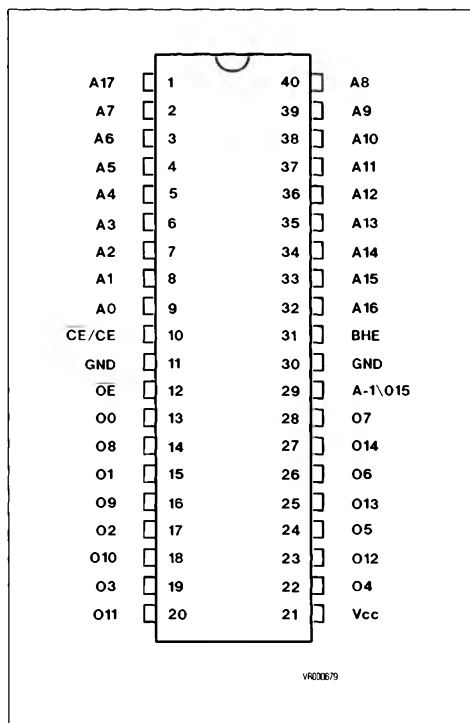 A17 1 40 A8
A7 2 39 A9
A6 3 38 A10
A5 4 37 A11
A4 5 36 A12
A3 6 35 A13
A2 7 34 A14
A1 8 33 A15
A0 9 32 A16
C̅E̅/CE 10 31 BHE
GND 11 30 GND
O̅E̅ 12 29 A-1\O15
O0 13 28 O7
O8 14 27 O14
O1 15 26 O6
O9 16 25 O13
O2 17 24 O5
O10 18 23 O12
O3 19 22 O4
O11 20 21 Vcc
VR000679